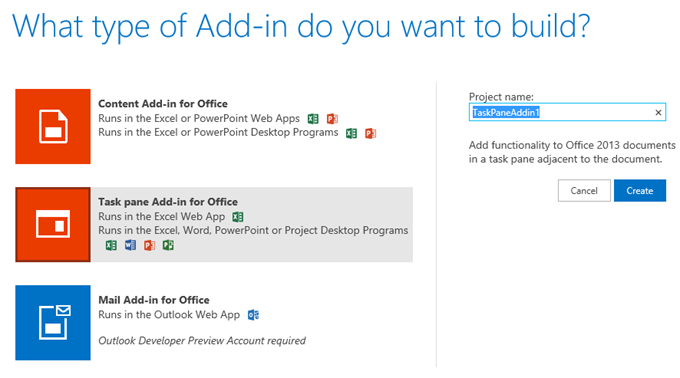 What type of Add-in do you want to build?
Content Add-in for Office
Runs in the Excel or PowerPoint Web Apps
Runs in the Excel or PowerPoint Desktop Programs
Task pane Add-in for Office
Runs in the Excel Web App
Runs in the Excel, Word, PowerPoint or Project Desktop Programs
Mail Add-in for Office
Runs in the Outlook Web App
Outlook Developer Preview Account required
Project name:
TaskPaneAddin1
Add functionality to Office 2013 documents
in a task pane adjacent to the document.
Cancel
Create